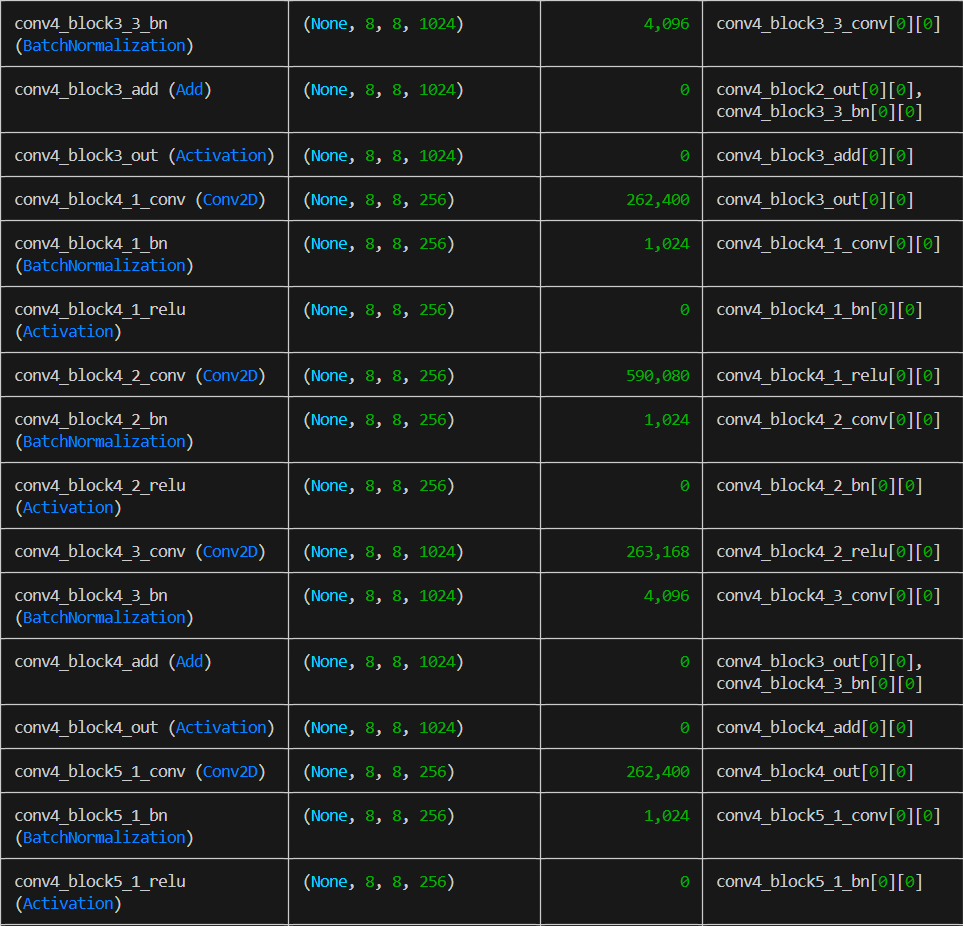 conv4_block3_3_bn (None, 8, 8, 1024) 4,096 conv4_block3_3_conv[0][0]
(BatchNormalization)
conv4_block3_add (Add) (None, 8, 8, 1024) 0 conv4_block2_out[0][0],
conv4_block3_3_bn[0][0]
conv4_block3_out (Activation) (None, 8, 8, 1024) 0 conv4_block3_add[0][0]
conv4_block4_1_conv (Conv2D) (None, 8, 8, 256) 262,400 conv4_block3_out[0][0]
conv4_block4_1_bn (None, 8, 8, 256) 1,024 conv4_block4_1_conv[0][0]
(BatchNormalization)
conv4_block4_1_relu (None, 8, 8, 256) 0 conv4_block4_1_bn[0][0]
(Activation)
conv4_block4_2_conv (Conv2D) (None, 8, 8, 256) 590,080 conv4_block4_1_relu[0][0]
conv4_block4_2_bn (None, 8, 8, 256) 1,024 conv4_block4_2_conv[0][0]
(BatchNormalization)
conv4_block4_2_relu (None, 8, 8, 256) 0 conv4_block4_2_bn[0][0]
(Activation)
conv4_block4_3_conv (Conv2D) (None, 8, 8, 1024) 263,168 conv4_block4_2_relu[0][0]
conv4_block4_3_bn (None, 8, 8, 1024) 4,096 conv4_block4_3_conv[0][0]
(BatchNormalization)
conv4_block4_add (Add) (None, 8, 8, 1024) 0 conv4_block3_out[0][0],
conv4_block4_3_bn[0][0]
conv4_block4_out (Activation) (None, 8, 8, 1024) 0 conv4_block4_add[0][0]
conv4_block5_1_conv (Conv2D) (None, 8, 8, 256) 262,400 conv4_block4_out[0][0]
conv4_block5_1_bn (None, 8, 8, 256) 1,024 conv4_block5_1_conv[0][0]
(BatchNormalization)
conv4_block5_1_relu (None, 8, 8, 256) 0 conv4_block5_1_bn[0][0]
(Activation)